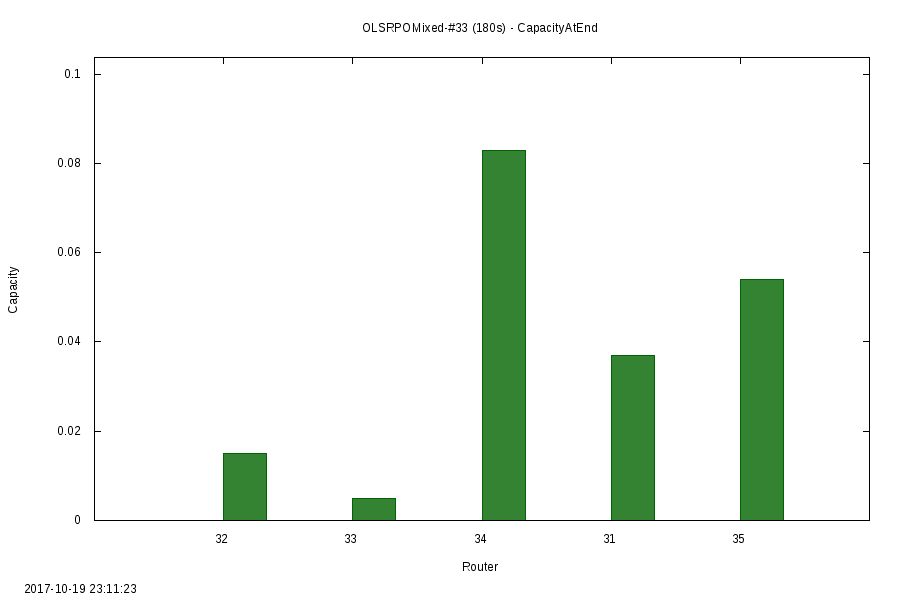 OLSRPOMixed-#33 (180s) - CapacityAtEnd
0.1
0.08
0.06
0.04
0.02
0
Capacity
32 33 34 31 35
Router
2017-10-19 23:11:23